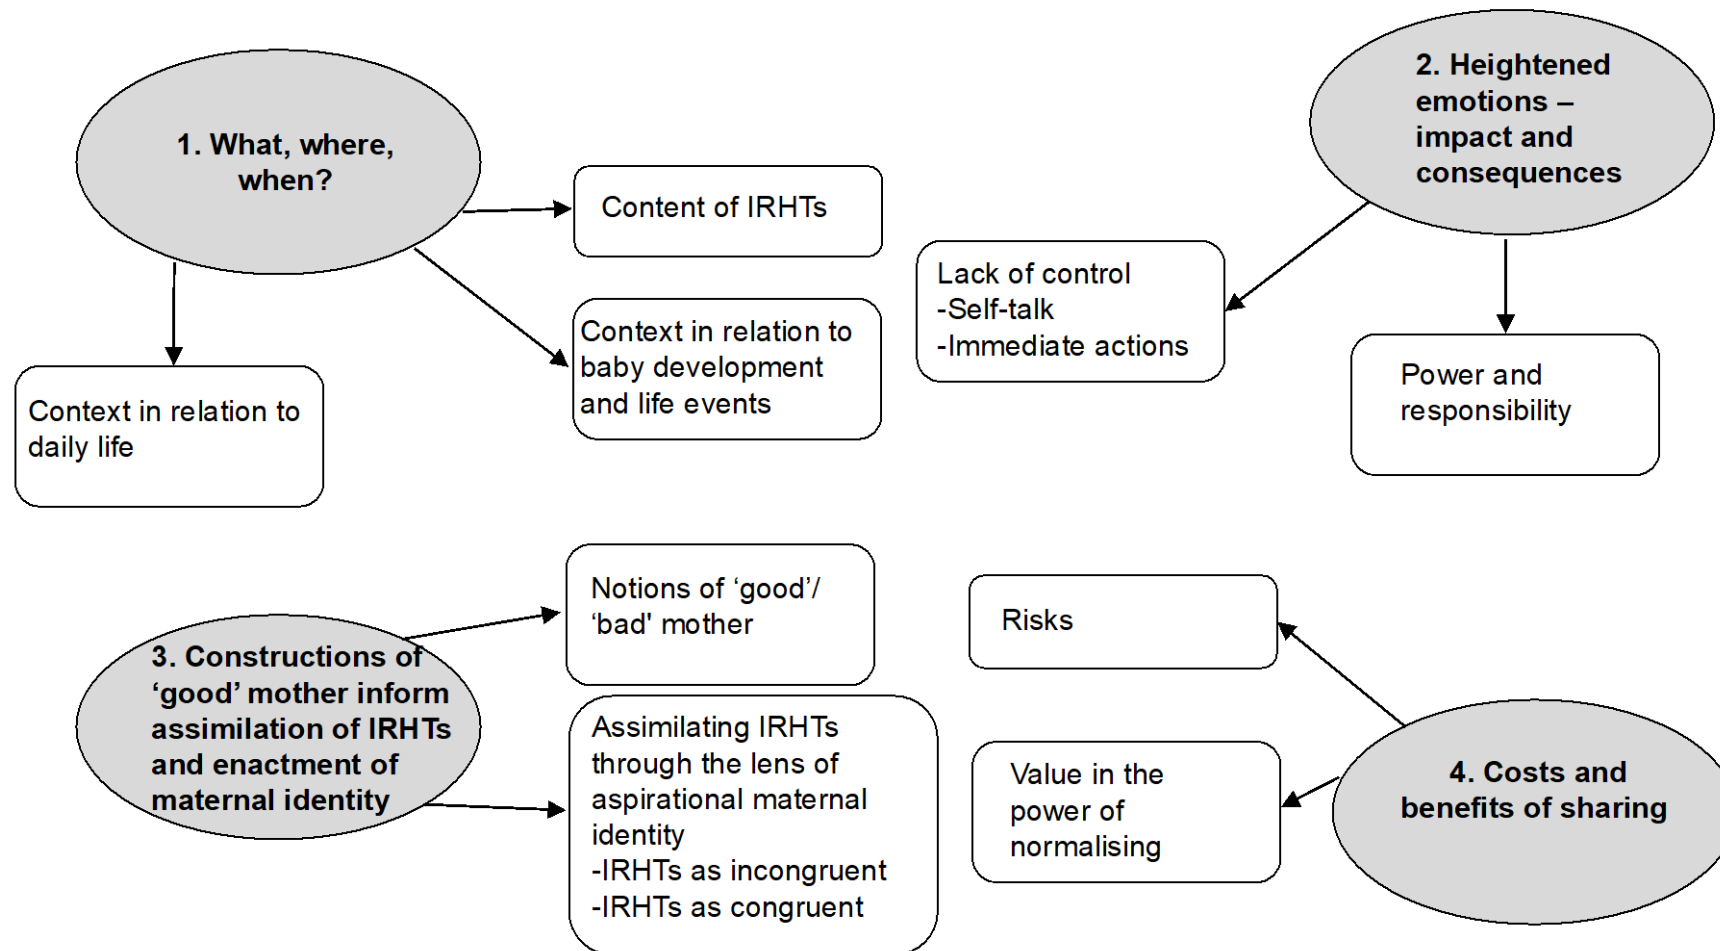 1. What, where,
when?
Content of IRHTs
Context in relation to
baby development
and life events
Context in relation to
daily life
2. Heightened
emotions –
impact and
consequences
Lack of control
-Self-talk
-Immediate actions
Power and
responsibility
3. Constructions of
‘good’ mother inform
assimilation of IRHTs
and enactment of
maternal identity
Notions of ‘good’/
‘bad' mother
Assimilating IRHTs
through the lens of
aspirational maternal
identity
-IRHTs as incongruent
-IRHTs as congruent
Risks
Value in the
power of
normalising
4. Costs and
benefits of sharing